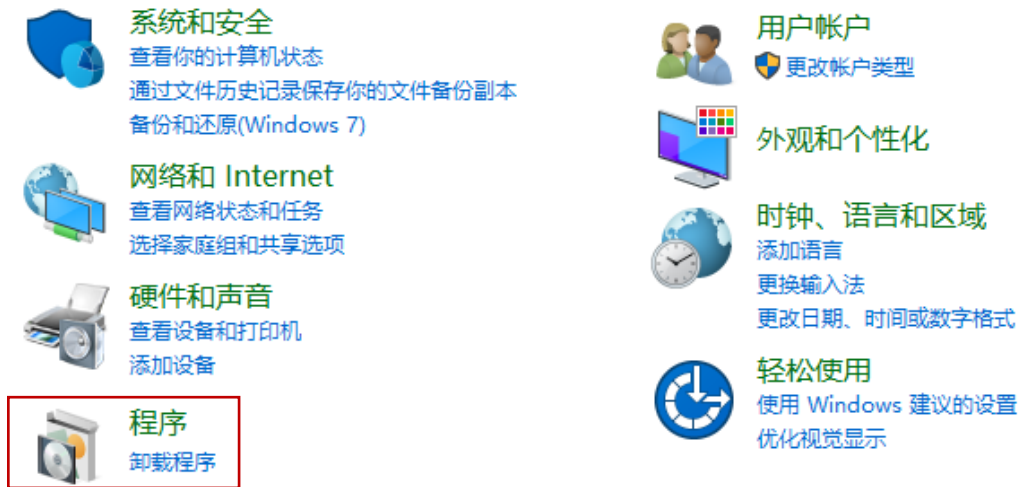 系统和安全
查看你的计算机状态
通过文件历史记录保存你的文件备份副本
备份和还原(Windows 7)
网络和 Internet
查看网络状态和任务
选择家庭组和共享选项
硬件和声音
查看设备和打印机
添加设备
程序
卸载程序
用户帐户
更改帐户类型
外观和个性化
时钟、语言和区域
添加语言
更换输入法
更改日期、时间或数字格式
轻松使用
使用 Windows 建议的设置
优化视觉显示